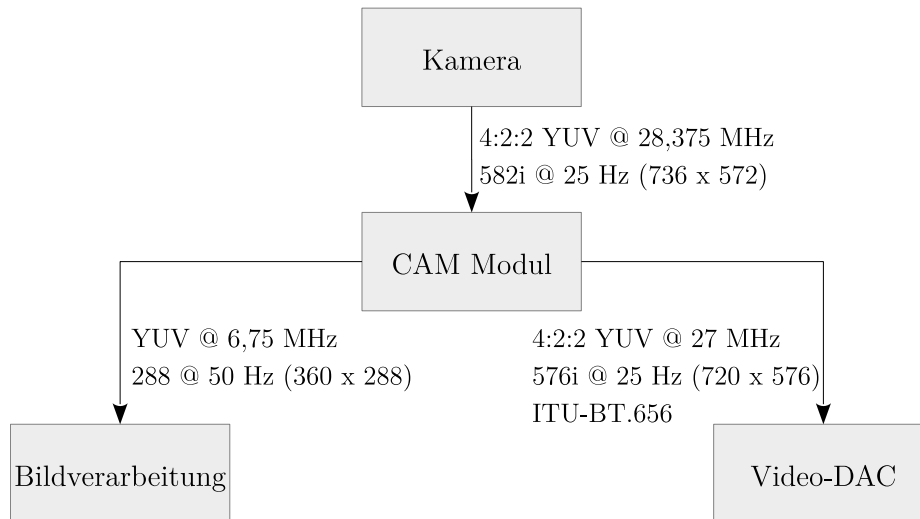 Kamera
4:2:2 YUV @ 28,375 MHz
582i @ 25 Hz (736 x 572)
CAM Modul
YUV @ 6,75 MHz
288 @ 50 Hz (360 x 288)
4:2:2 YUV @ 27 MHz
576i @ 25 Hz (720 x 576)
ITU-BT.656
Bildverarbeitung
Video-DAC